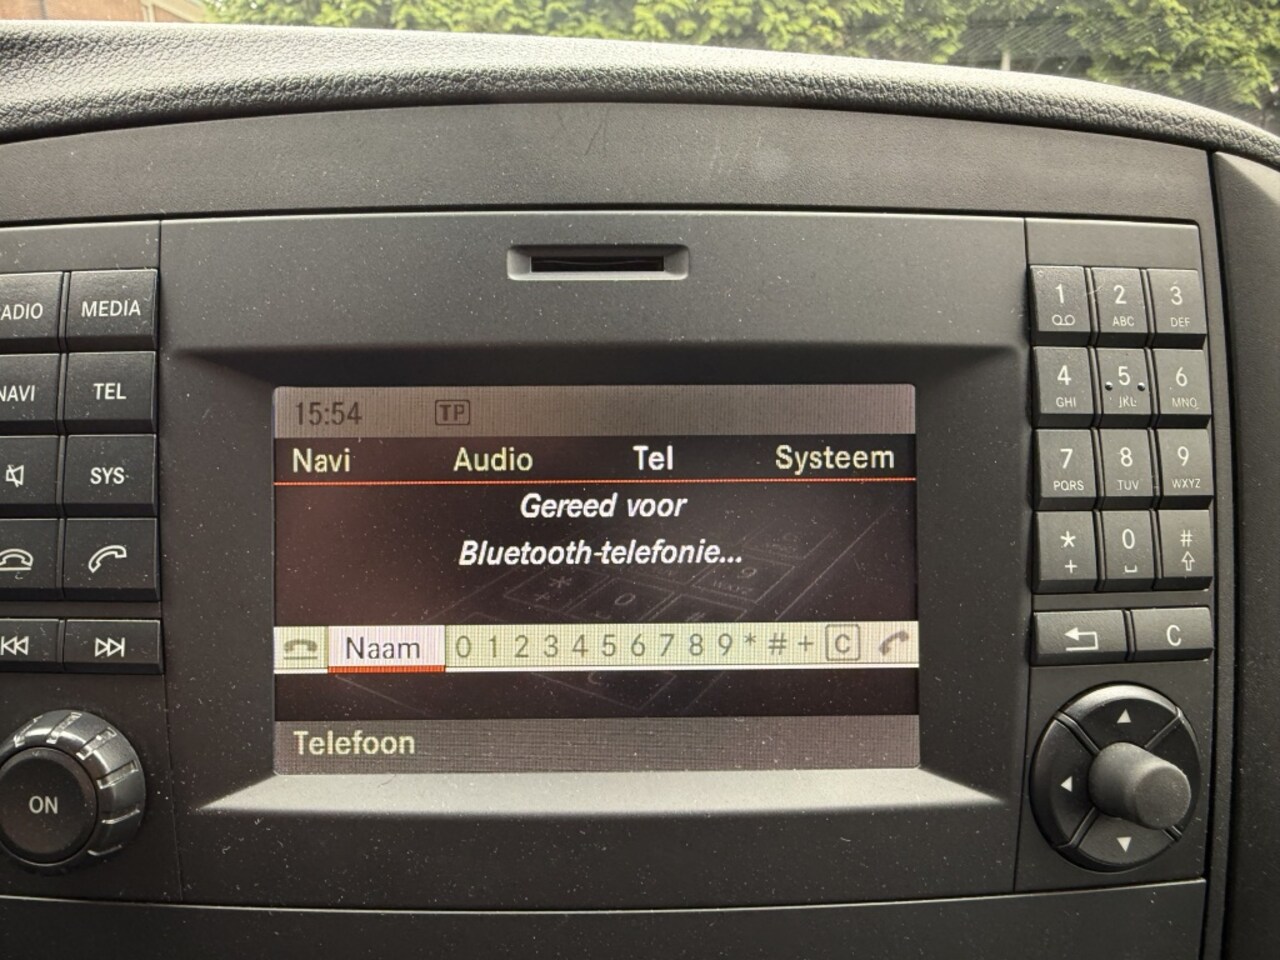 ADIO MEDIA
NAVI TEL
SYS
ON
15:54 TP
Navi Audio Tel Systeem
Gereed voor
Bluetooth-telefonie...
Naam 0 1 2 3 4 5 6 7 8 9 * # + C
Telefoon
1 2 3
ABC DEF
4 5 6
GHI JKL MNO
7 8 9
PQRS TUV WXYZ
* 0 #
+
C